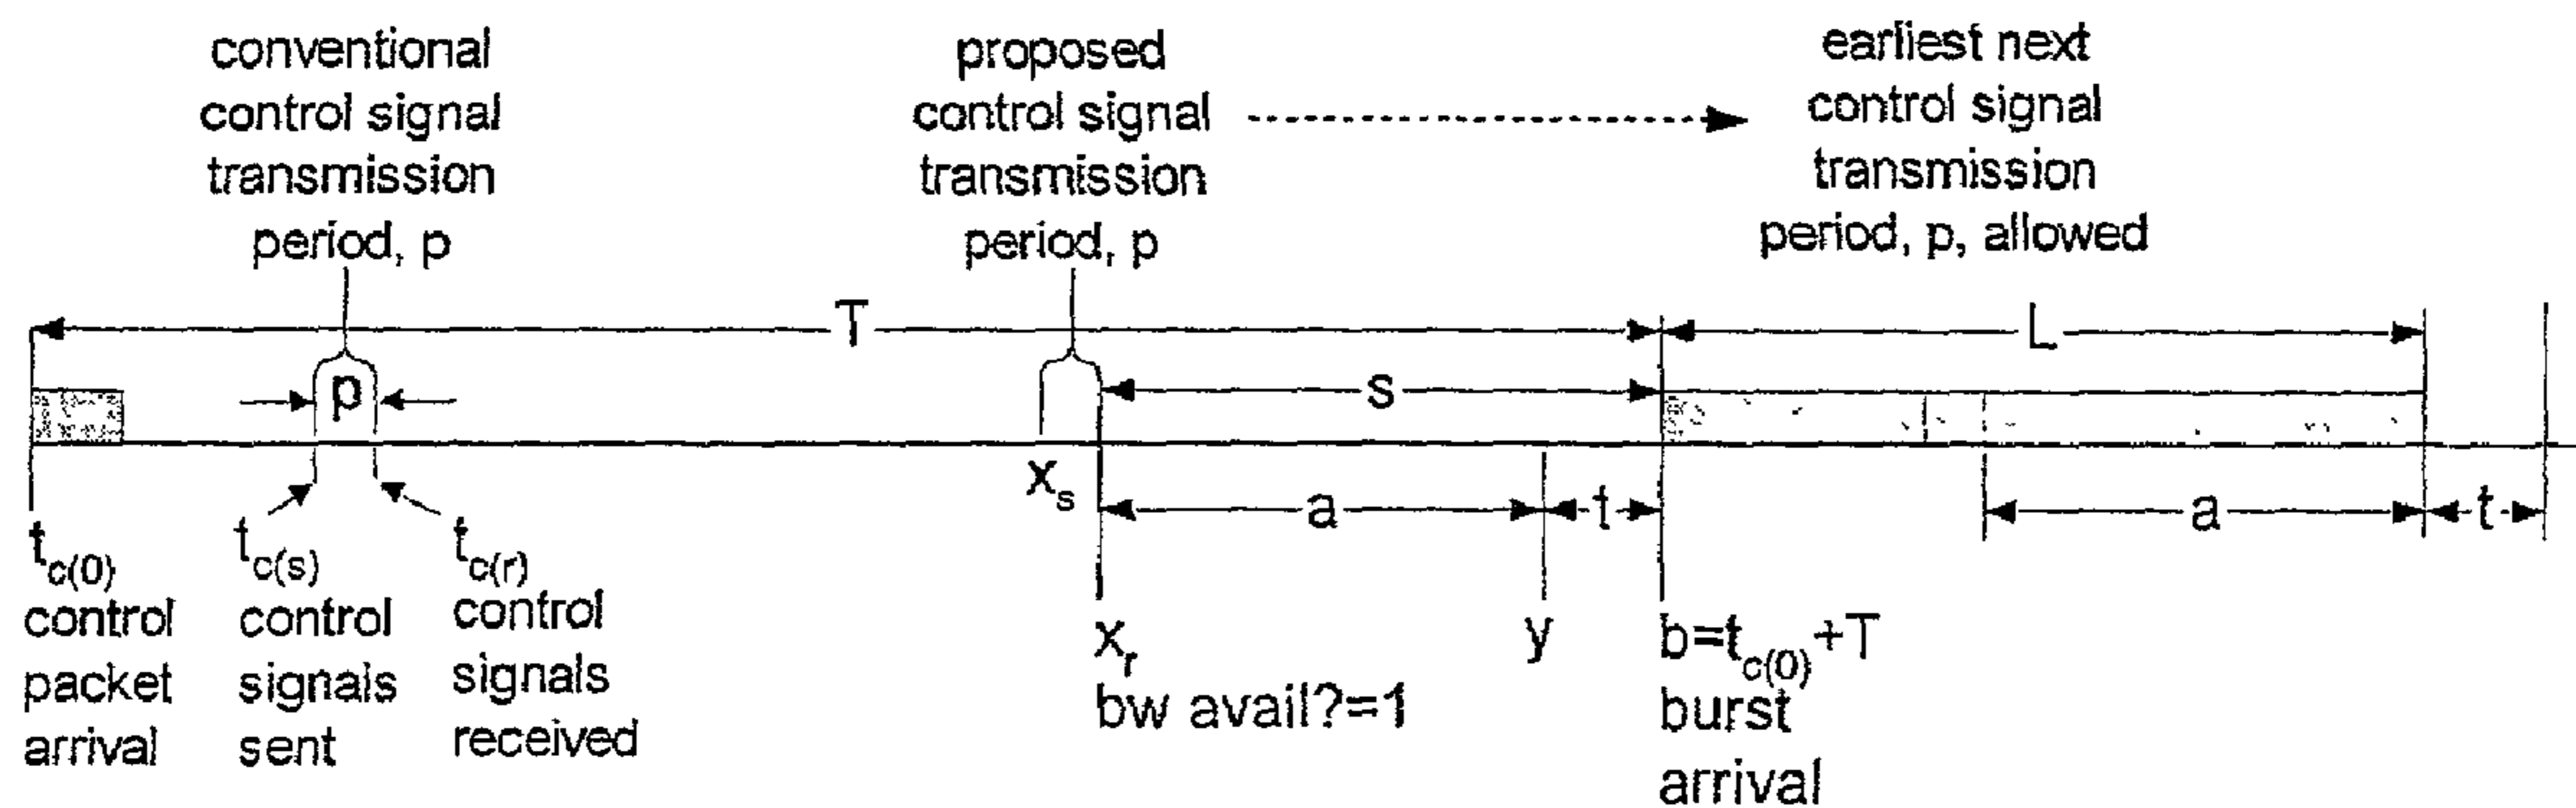 conventional
control signal
transmission
period, p
proposed
control signal
transmission
period, p
earliest next
control signal
transmission
period, p, allowed
T
L
p
s
x_s
a
t
a
t
t_c(0)
control
packet
arrival
t_c(s)
control
signals
sent
t_c(r)
control
signals
received
x_r
bw avail?=1
y
b=t_c(0)+T
burst
arrival